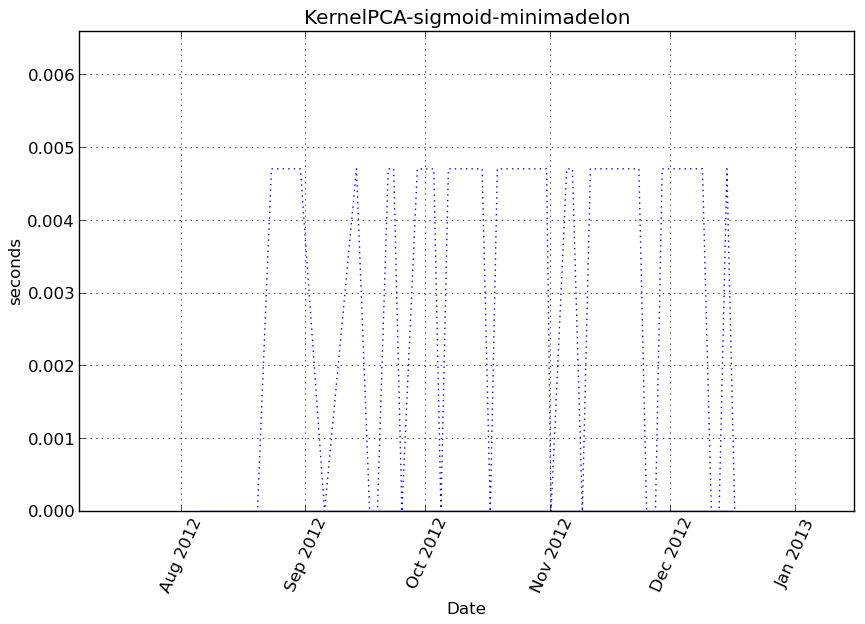 KernelPCA-sigmoid-minimadelon
0.006
0.005
0.004
0.003
0.002
0.001
0.000
seconds
Aug 2012
Sep 2012
Oct 2012
Nov 2012
Dec 2012
Jan 2013
Date